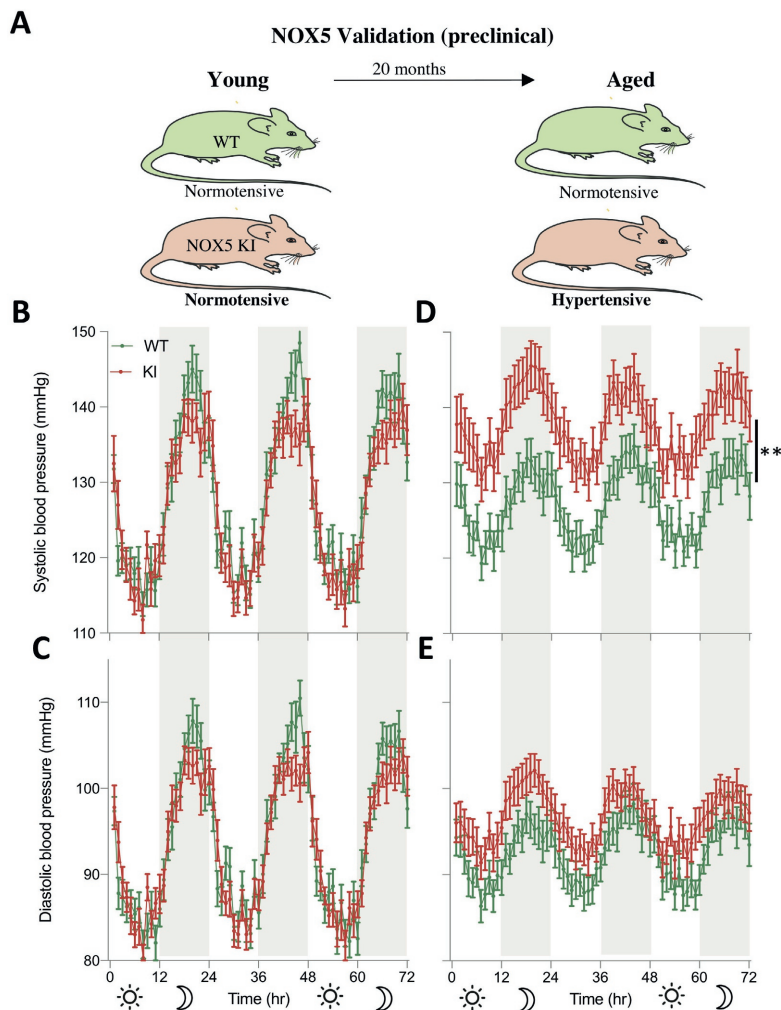 A
NOX5 Validation (preclinical)
Young
20 months
Aged
WT
Normotensive
Normotensive
NOX5 KI
Normotensive
Hypertensive
B
D
WT
KI
Systolic blood pressure (mmHg)
150
140
130
120
110
**
C
E
Diastolic blood pressure (mmHg)
110
100
90
80
0 12 24 36 48 60 72
0 12 24 36 48 60 72
Time (hr)
Time (hr)